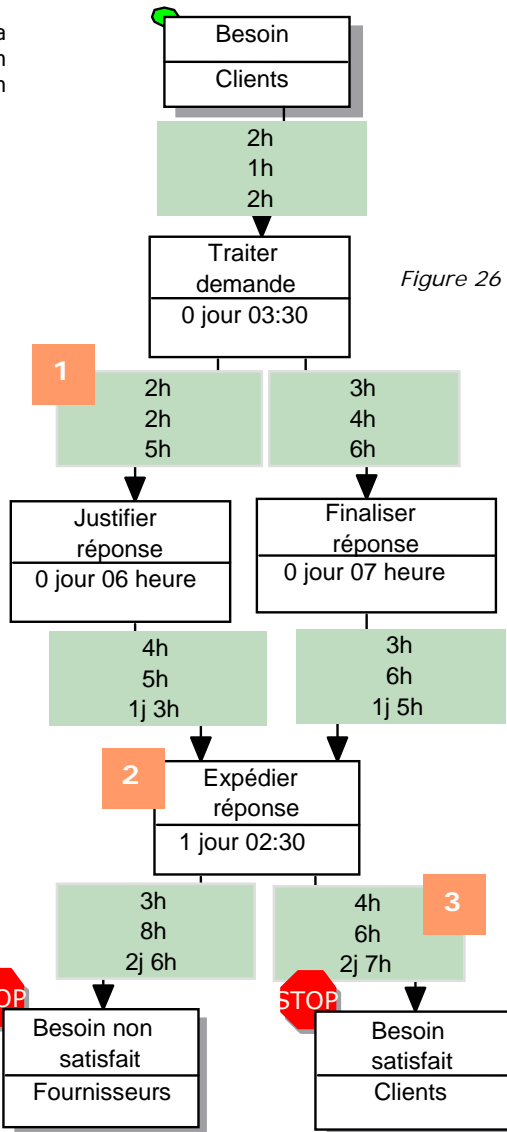 a
n
n
Besoin
Clients
2h
1h
2h
Traiter
demande
0 jour 03:30
Figure 26
1
2h
2h
5h
3h
4h
6h
Justifier
réponse
0 jour 06 heure
Finaliser
réponse
0 jour 07 heure
4h
5h
1j 3h
3h
6h
1j 5h
2
Expédier
réponse
1 jour 02:30
3h
8h
2j 6h
3
4h
6h
2j 7h
OP
STOP
Besoin non
satisfait
Fournisseurs
Besoin
satisfait
Clients